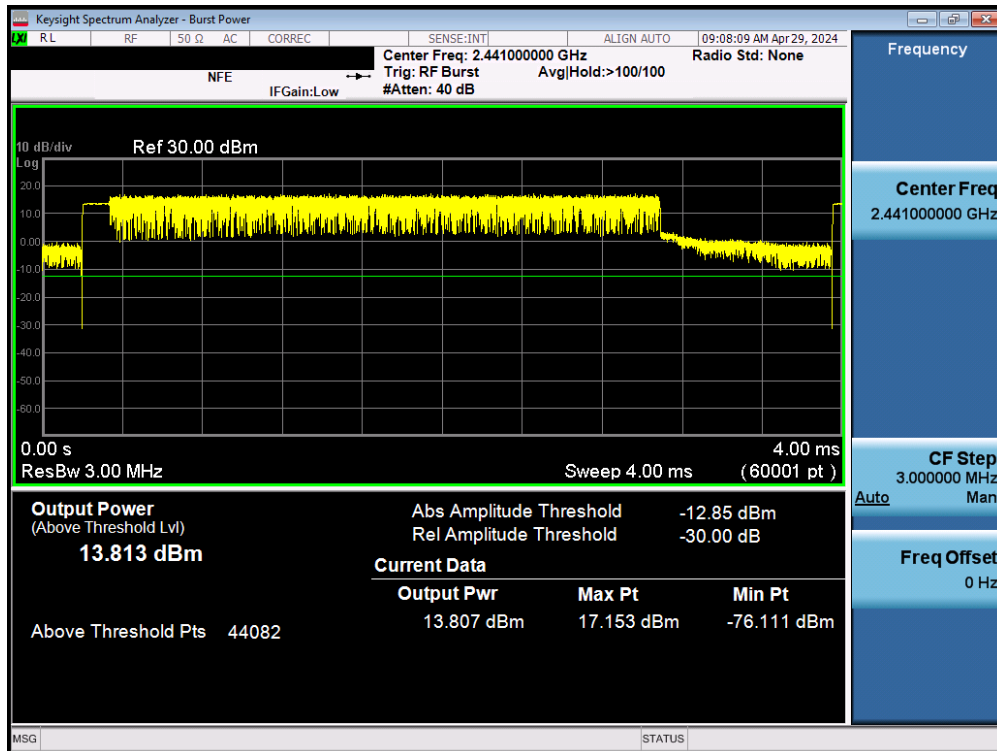 Keysight Spectrum Analyzer - Burst Power
LXI RL RF 50 Ω AC CORREC SENSE:INT ALIGN AUTO 09:08:09 AM Apr 29, 2024
Center Freq: 2.441000000 GHz Radio Std: None
NFE Trig: RF Burst Avg|Hold:>100/100
IFGain:Low #Atten: 40 dB
10 dB/div Ref 30.00 dBm
Log
20.0
10.0
0.00
-10.0
-20.0
-30.0
-40.0
-50.0
-60.0
0.00 s 4.00 ms
ResBw 3.00 MHz Sweep 4.00 ms (60001 pt)
Output Power
(Above Threshold Lvl)
13.813 dBm
Above Threshold Pts 44082
Abs Amplitude Threshold -12.85 dBm
Rel Amplitude Threshold -30.00 dB
Current Data
Output Pwr Max Pt Min Pt
13.807 dBm 17.153 dBm -76.111 dBm
Frequency
Center Freq
2.441000000 GHz
CF Step
3.000000 MHz
Auto Man
Freq Offset
0 Hz
MSG STATUS